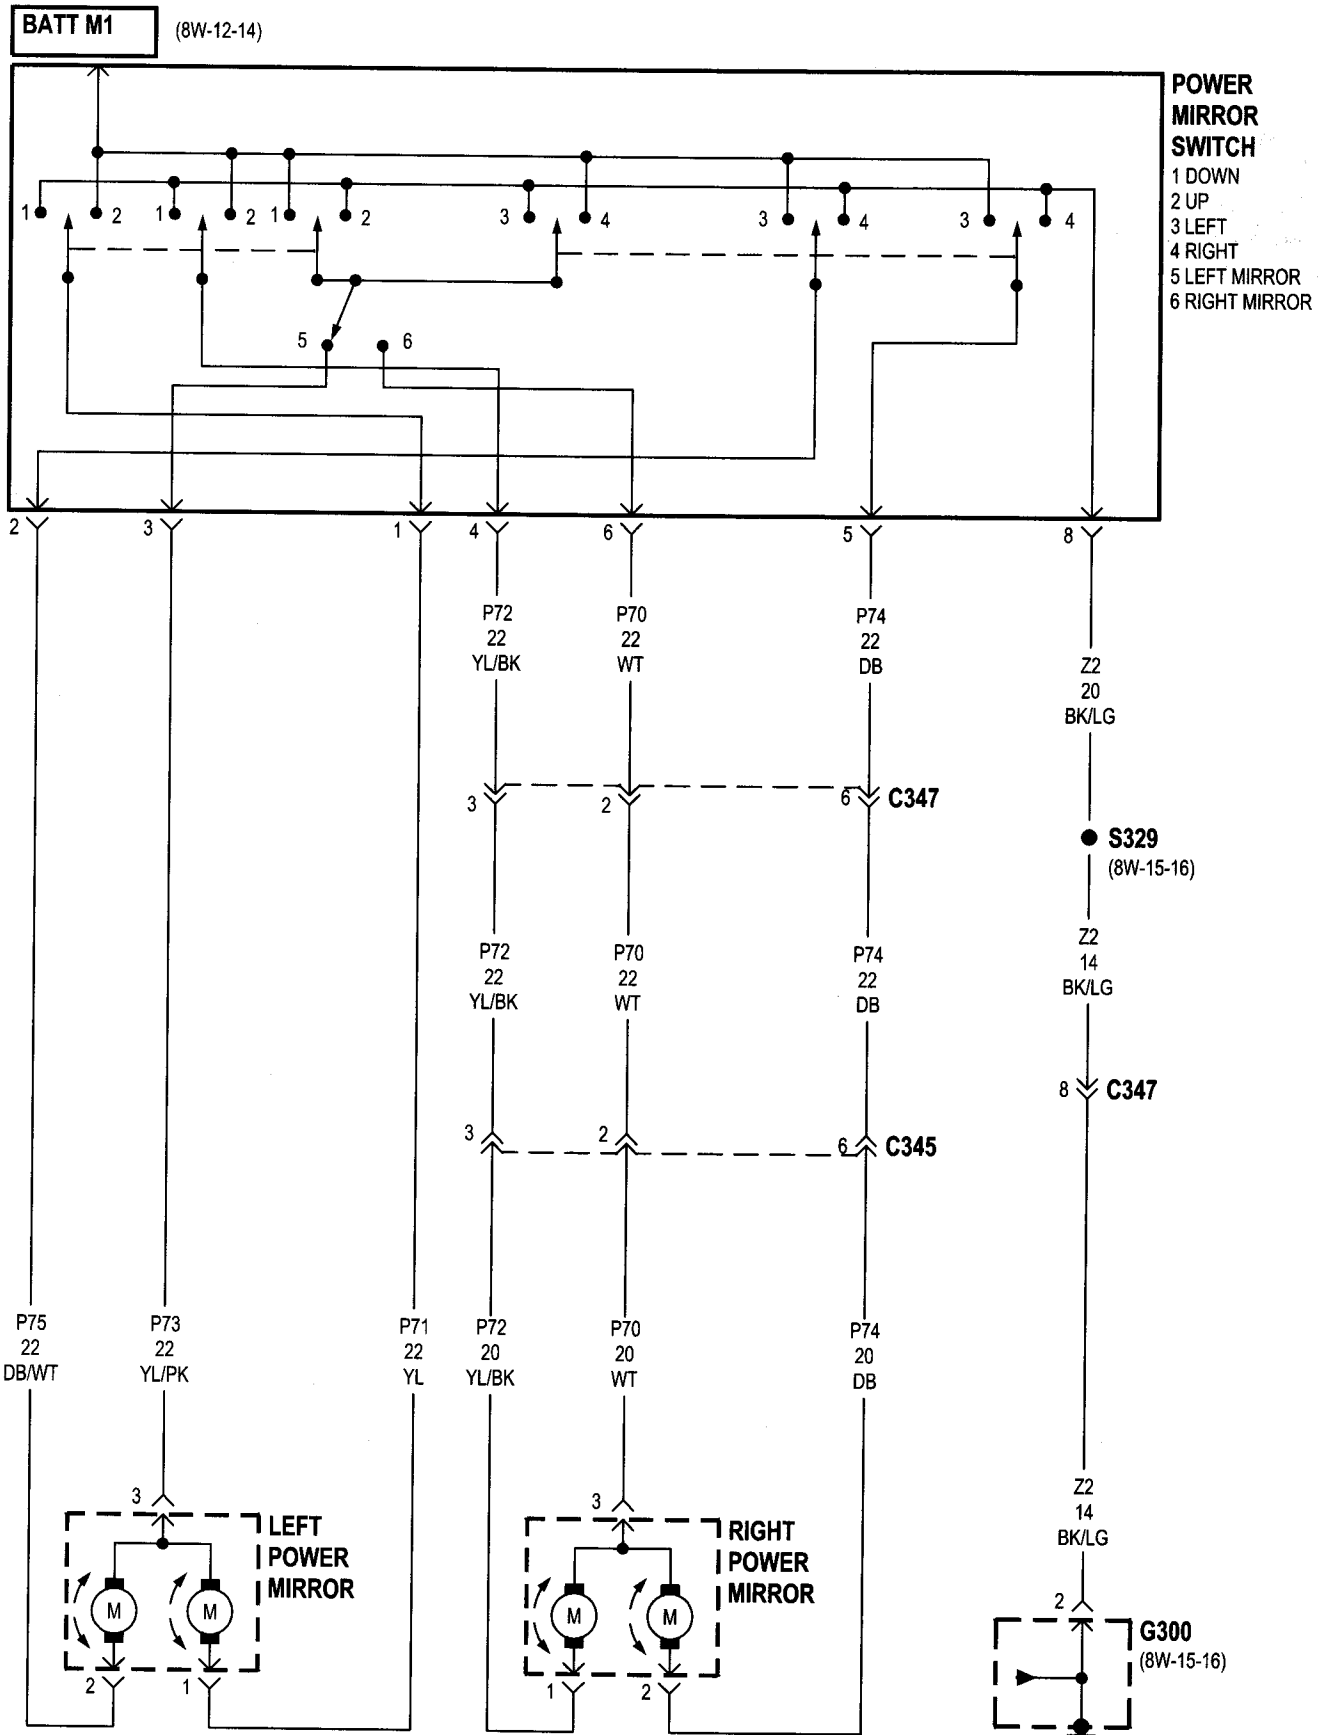 BATT M1
(8W-12-14)
POWER
MIRROR
SWITCH
1 DOWN
2 UP
3 LEFT
4 RIGHT
5 LEFT MIRROR
6 RIGHT MIRROR
1 2 1 2 1 2 3 4 3 4 3 4
5 6
2 3 1 4 6 5 8
P72
22
YL/BK
P70
22
WT
P74
22
DB
Z2
20
BK/LG
3 2 6 C347
S329
(8W-15-16)
P72
22
YL/BK
P70
22
WT
P74
22
DB
Z2
14
BK/LG
8 C347
3 2 6 C345
P75
22
DB/WT
P73
22
YL/PK
P71
22
YL
P72
20
YL/BK
P70
20
WT
P74
20
DB
Z2
14
BK/LG
3
LEFT
POWER
MIRROR
M M
2 1
3
RIGHT
POWER
MIRROR
M M
1 2
2
G300
(8W-15-16)